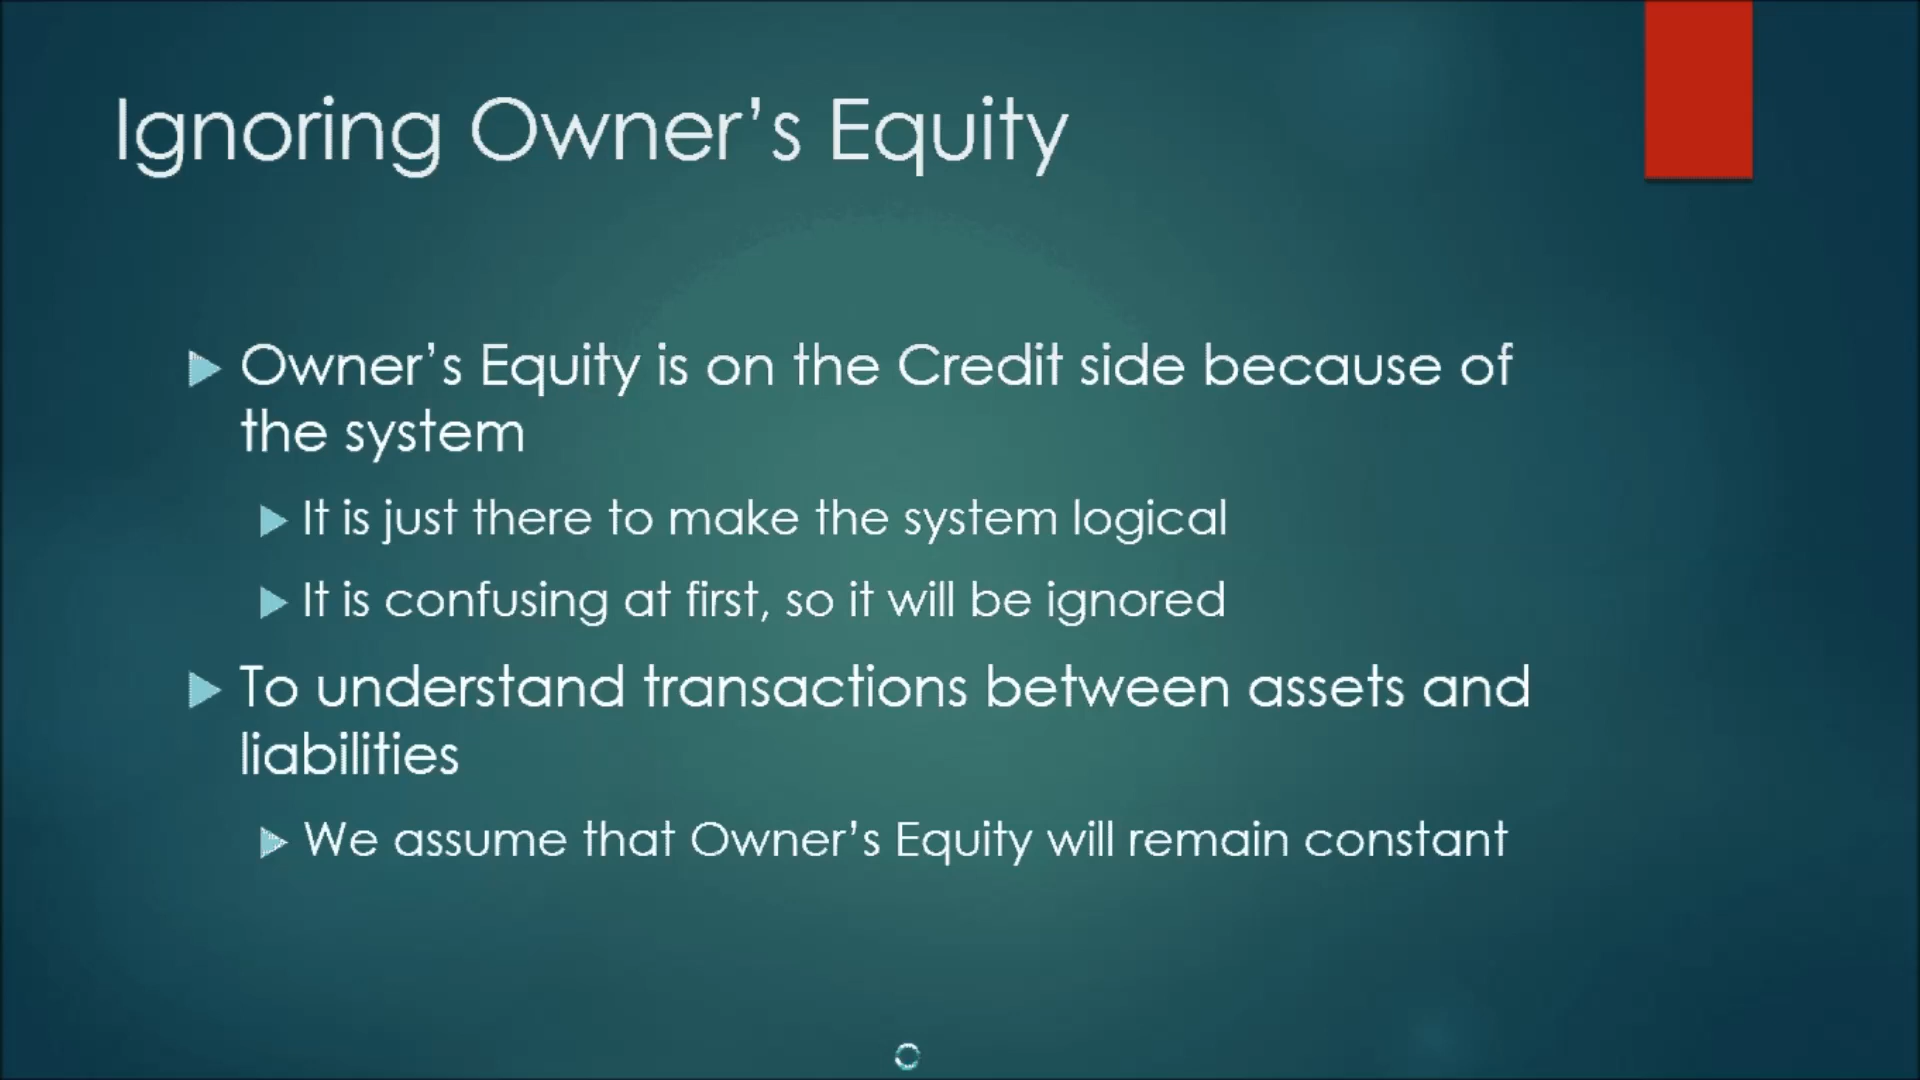 Ignoring Owner’s Equity
Owner’s Equity is on the Credit side because of
the system
It is just there to make the system logical
It is confusing at first, so it will be ignored
To understand transactions between assets and
liabilities
We assume that Owner’s Equity will remain constant